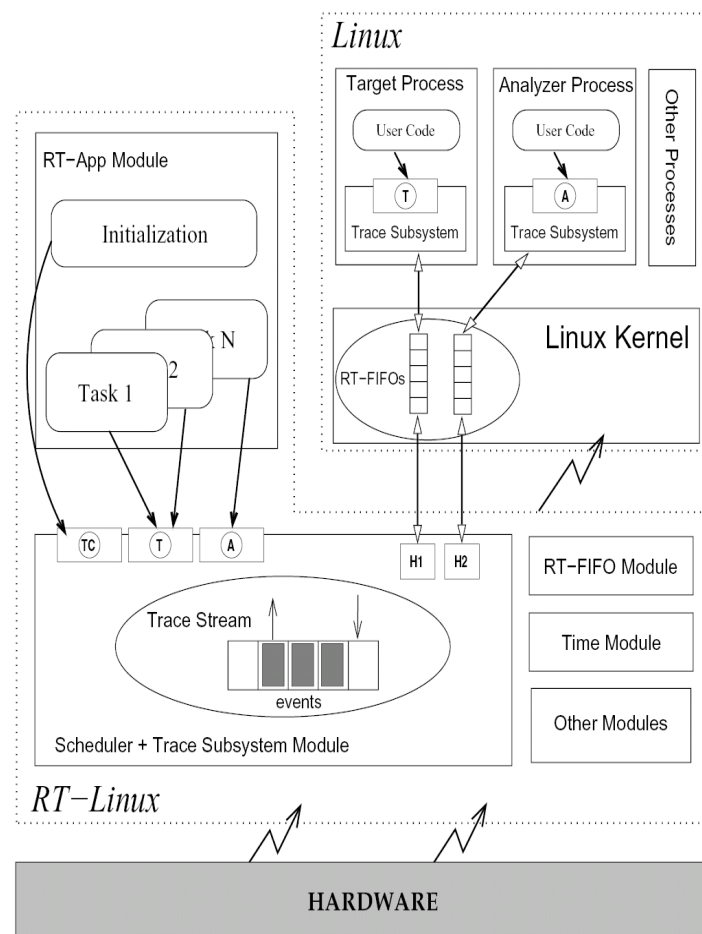 Linux
Target Process
User Code
T
Trace Subsystem
Analyzer Process
User Code
A
Trace Subsystem
Other Processes
RT-App Module
Initialization
N
2
Task 1
Linux Kernel
RT-FIFOs
TC
T
A
H1
H2
Trace Stream
events
Scheduler + Trace Subsystem Module
RT-FIFO Module
Time Module
Other Modules
RT-Linux
HARDWARE